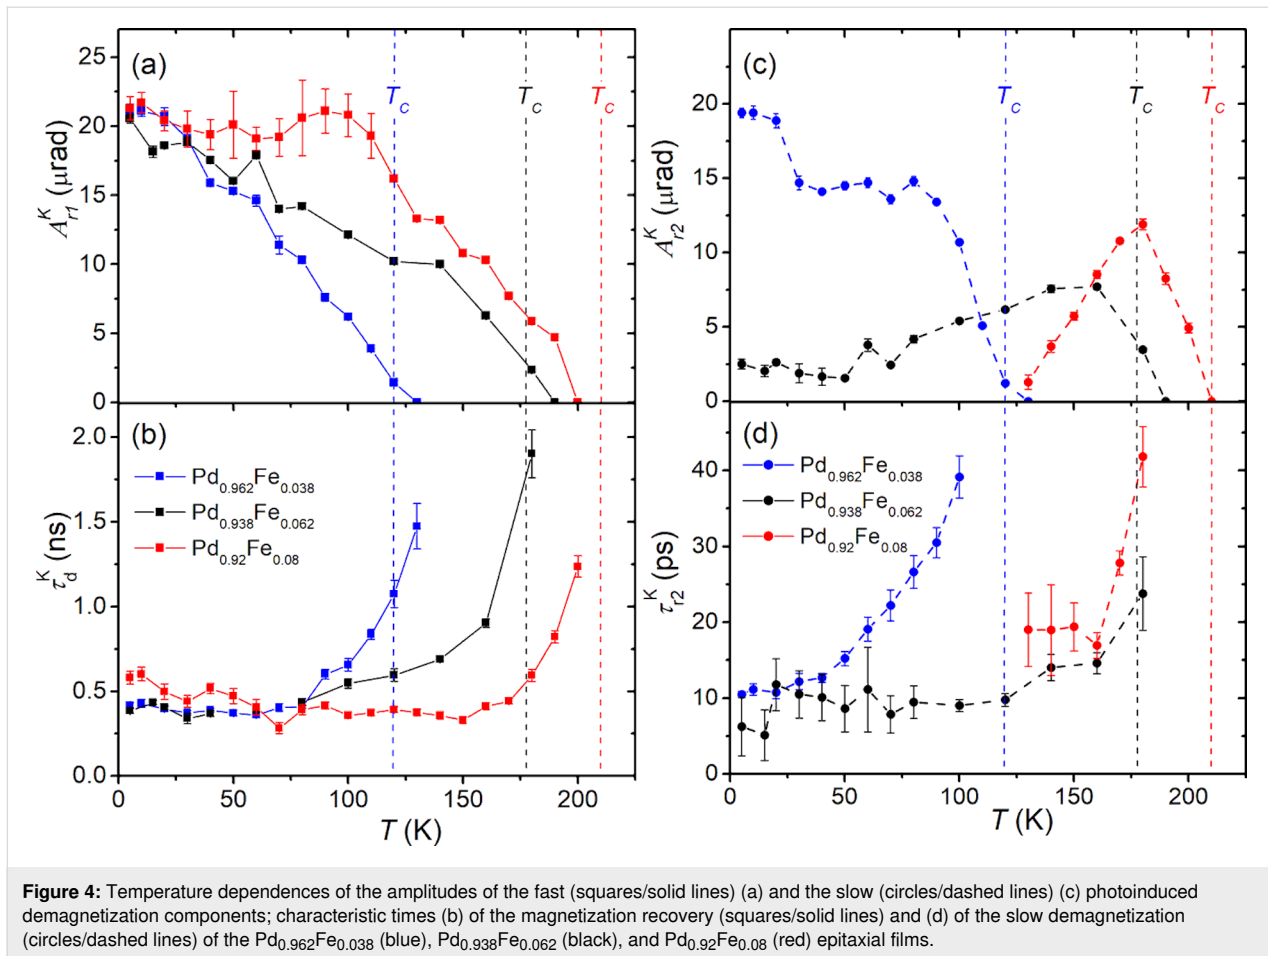 (a)
T_C T_C T_C
A^K_r1 (μrad)
25
20
15
10
5
0
(c)
T_C T_C T_C
A^K_r2 (μrad)
20
15
10
5
0
(b)
Pd0.962Fe0.038
Pd0.938Fe0.062
Pd0.92Fe0.08
τ^K_d (ns)
2.0
1.5
1.0
0.5
0.0
0 50 100 150 200
T (K)
(d)
Pd0.962Fe0.038
Pd0.938Fe0.062
Pd0.92Fe0.08
τ^K_r2 (ps)
40
30
20
10
0
0 50 100 150 200
T (K)
Figure 4: Temperature dependences of the amplitudes of the fast (squares/solid lines) (a) and the slow (circles/dashed lines) (c) photoinduced
demagnetization components; characteristic times (b) of the magnetization recovery (squares/solid lines) and (d) of the slow demagnetization
(circles/dashed lines) of the Pd0.962Fe0.038 (blue), Pd0.938Fe0.062 (black), and Pd0.92Fe0.08 (red) epitaxial films.